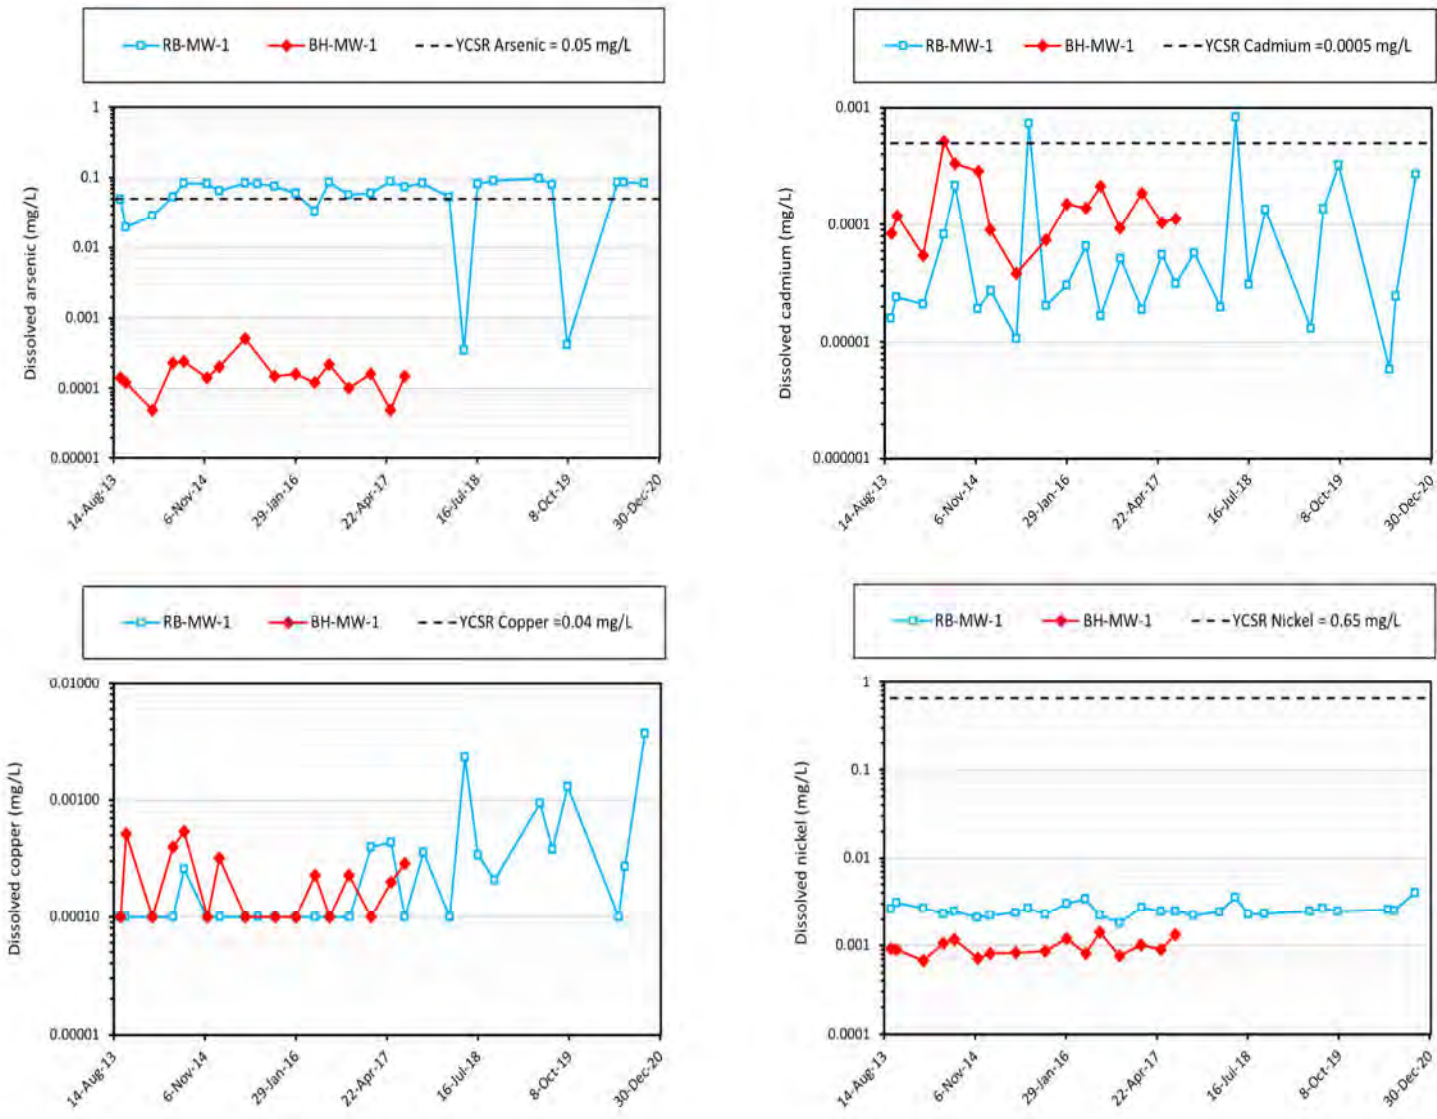 RB-MW-1 BH-MW-1 YCSR Arsenic = 0.05 mg/L
Dissolved arsenic (mg/L)
1
0.1
0.01
0.001
0.0001
0.00001
14-Aug-13 6-Nov-14 29-Jan-16 22-Apr-17 16-Jul-18 8-Oct-19 30-Dec-20
RB-MW-1 BH-MW-1 YCSR Cadmium =0.0005 mg/L
Dissolved cadmium (mg/L)
0.001
0.0001
0.00001
0.000001
14-Aug-13 6-Nov-14 29-Jan-16 22-Apr-17 16-Jul-18 8-Oct-19 30-Dec-20
RB-MW-1 BH-MW-1 YCSR Copper =0.04 mg/L
Dissolved copper (mg/L)
0.01000
0.00100
0.00010
0.00001
14-Aug-13 6-Nov-14 29-Jan-16 22-Apr-17 16-Jul-18 8-Oct-19 30-Dec-20
RB-MW-1 BH-MW-1 YCSR Nickel = 0.65 mg/L
Dissolved nickel (mg/L)
1
0.1
0.01
0.001
0.0001
14-Aug-13 6-Nov-14 29-Jan-16 22-Apr-17 16-Jul-18 8-Oct-19 30-Dec-20